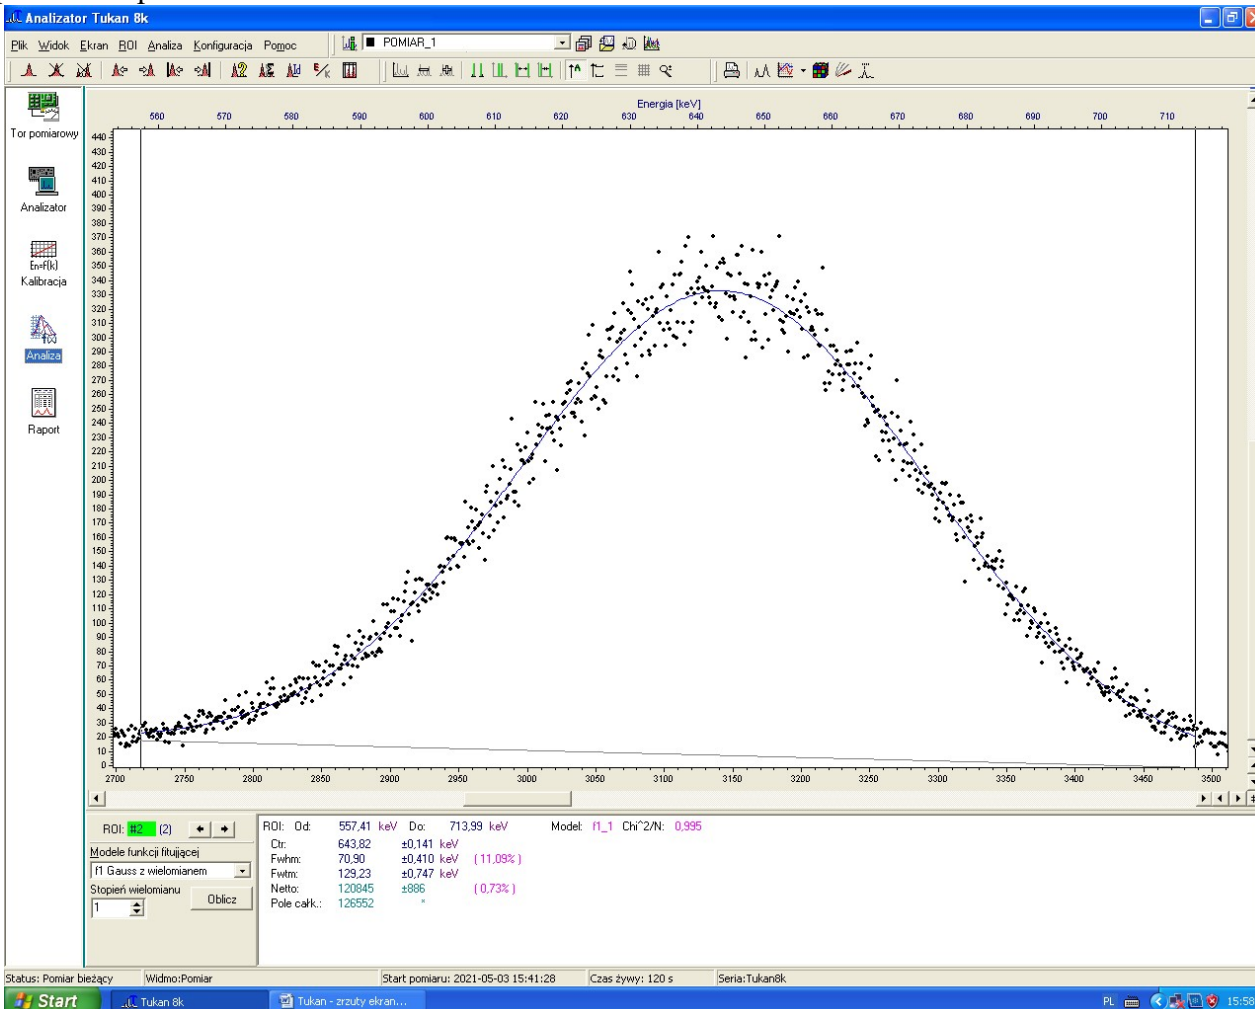 Analizator Tukan 8k
Plik Widok Ekran ROI Analiza Konfiguracja Pomoc POMIAR_1
Tor pomiarowy
Analizator
En=f(k)
Kalibracja
f(x)
Analiza
Raport
Energia [keV]
560 570 580 590 600 610 620 630 640 650 660 670 680 690 700 710
440
430
420
410
400
390
380
370
360
350
340
330
320
310
300
290
280
270
260
250
240
230
220
210
200
190
180
170
160
150
140
130
120
110
100
90
80
70
60
50
40
30
20
10
0
2700 2750 2800 2850 2900 2950 3000 3050 3100 3150 3200 3250 3300 3350 3400 3450 3500
ROI: #2 (2)
Modele funkcji fitującej
f1 Gauss z wielomianem
Stopień wielomianu
1
Oblicz
ROI: Od: 557,41 keV Do: 713,99 keV Model: f1_1 Chi^2/N: 0,995
Ctr: 643,82 ±0,141 keV
Fwhm: 70,90 ±0,410 keV ( 11,09% )
Fwtm: 129,23 ±0,747 keV
Netto: 120845 ±886 ( 0,73% )
Pole całk.: 126552 *
Status: Pomiar bieżący Widmo:Pomiar Start pomiaru: 2021-05-03 15:41:28 Czas żywy: 120 s Seria:Tukan8k
Start Tukan 8k Tukan - zrzuty ekran... PL 15:58